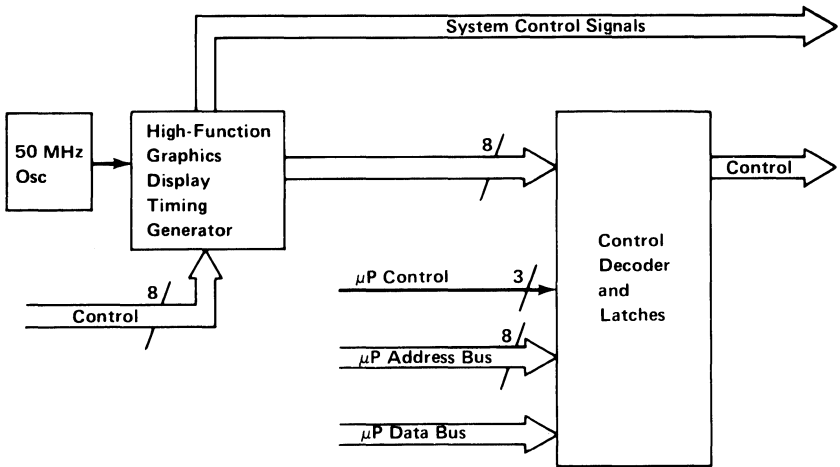 System Control Signals
50 MHz
Osc
High-Function
Graphics
Display
Timing
Generator
8
Control
8
Control
Decoder
and
Latches
Control
μP Control
3
8
μP Address Bus
μP Data Bus